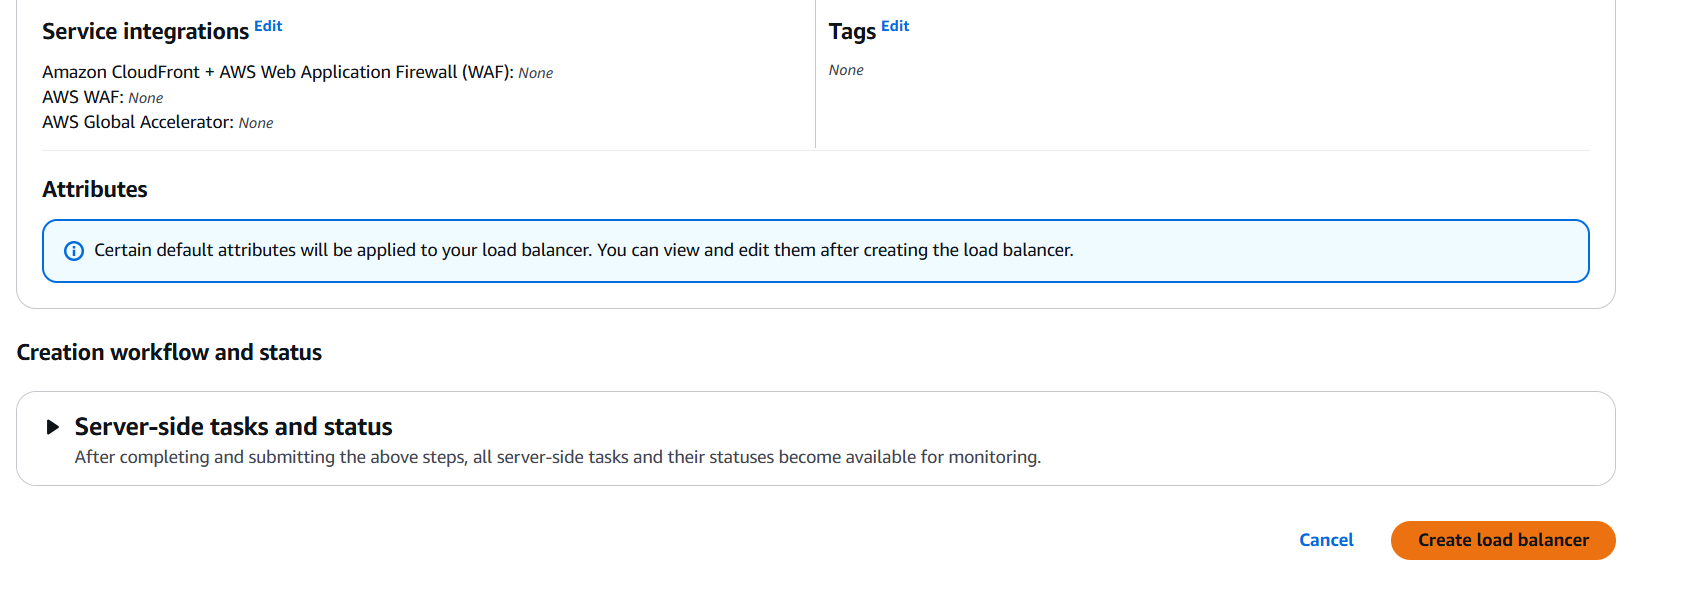 Service integrations Edit
Amazon CloudFront + AWS Web Application Firewall (WAF): None
AWS WAF: None
AWS Global Accelerator: None
Tags Edit
None
Attributes
Certain default attributes will be applied to your load balancer. You can view and edit them after creating the load balancer.
Creation workflow and status
Server-side tasks and status
After completing and submitting the above steps, all server-side tasks and their statuses become available for monitoring.
Cancel
Create load balancer